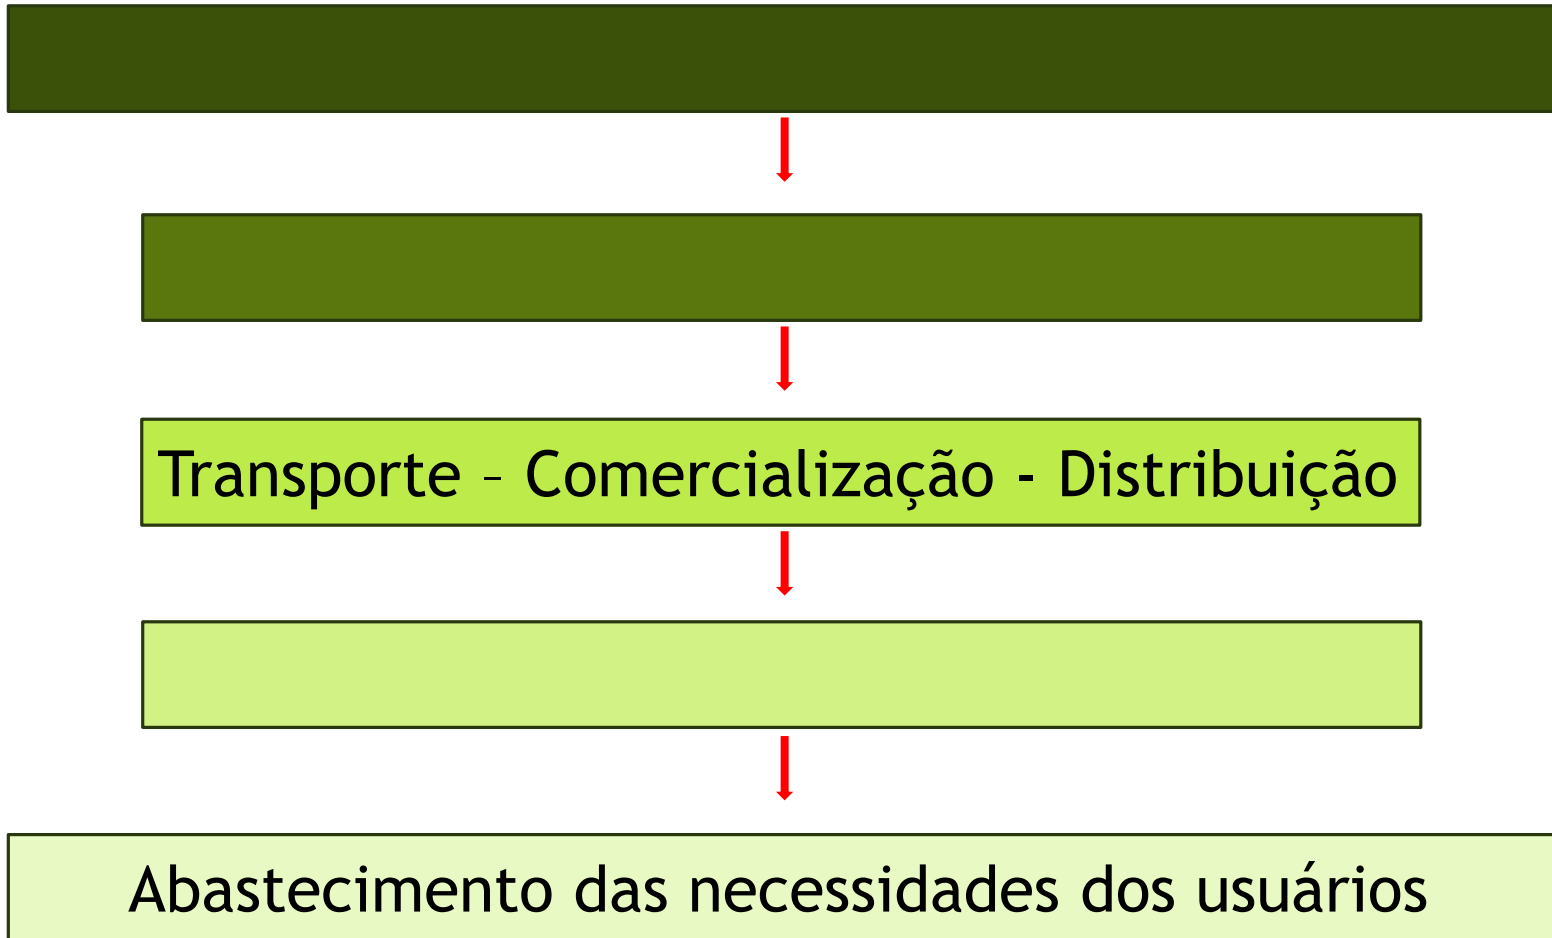 Transporte – Comercialização - Distribuição
Abastecimento das necessidades dos usuários